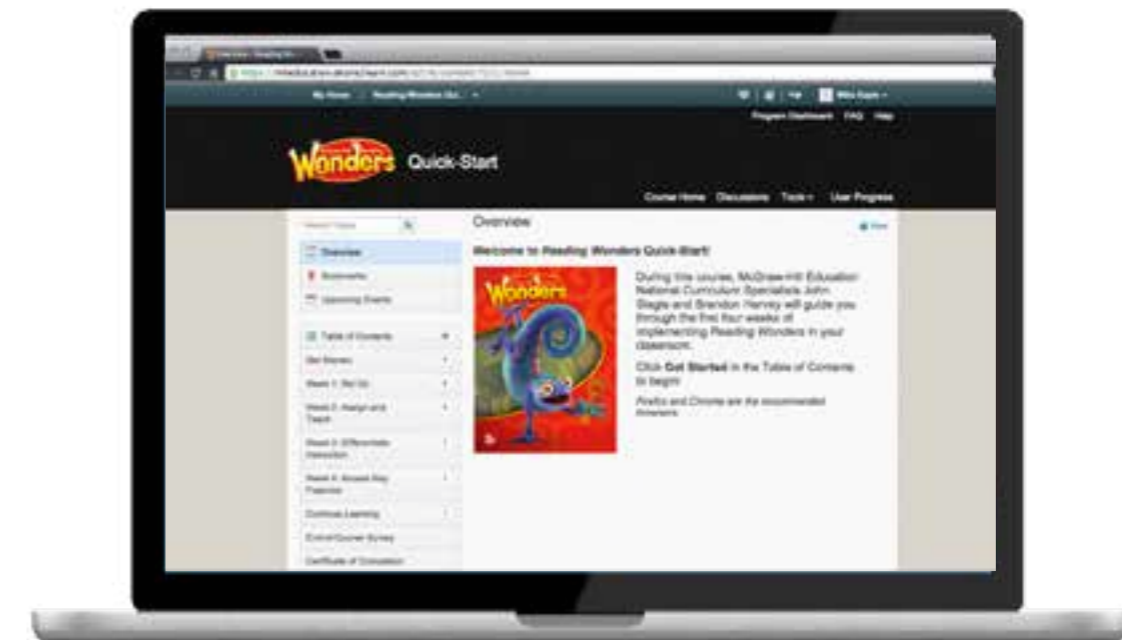 My Home
Program Dashboard FAQ Help
Wonders Quick-Start
Course Home Discussions Tools User Progress
Overview
Print
Welcome to Reading Wonders Quick-Start!
Overview
Bookmarks
Upcoming Events
Table of Contents
Get Started
Week 1: Set Up
Week 2: Assign and
Teach
Week 3: Differentiate
Instruction
Week 4: Access Key
Features
Continue Learning
End-of-Course Survey
Certificate of Completion
Wonders
During this course, McGraw-Hill Education
National Curriculum Specialists John
and Brandon Harvey will guide you
through the first four weeks of
implementing Reading Wonders in your
classroom.
Click Get Started in the Table of Contents
to begin!
Firefox and Chrome are the recommended
browsers.